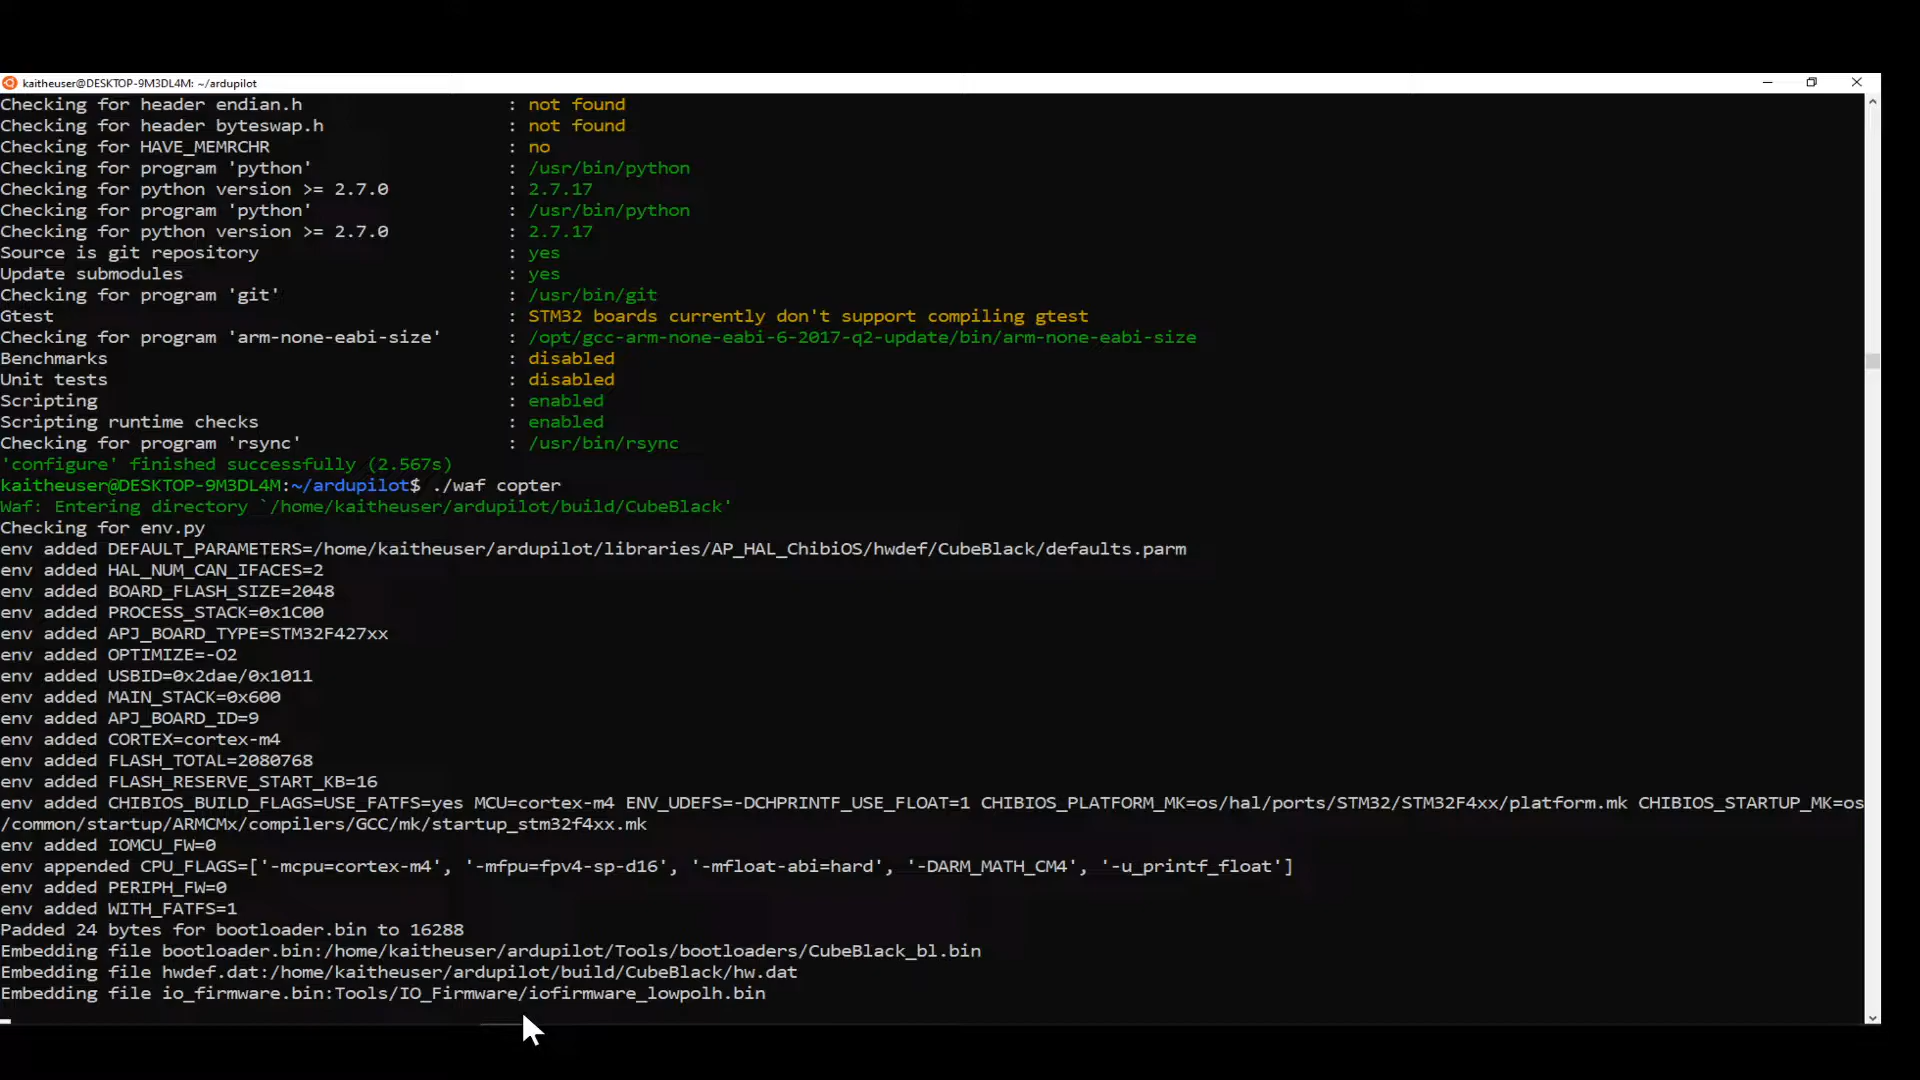 kaitheuser@DESKTOP-9M3DL4M: ~/ardupilot
Checking for header endian.h : not found
Checking for header byteswap.h : not found
Checking for HAVE_MEMRCHR : no
Checking for program 'python' : /usr/bin/python
Checking for python version >= 2.7.0 : 2.7.17
Checking for program 'python' : /usr/bin/python
Checking for python version >= 2.7.0 : 2.7.17
Source is git repository : yes
Update submodules : yes
Checking for program 'git' : /usr/bin/git
Gtest : STM32 boards currently don't support compiling gtest
Checking for program 'arm-none-eabi-size' : /opt/gcc-arm-none-eabi-6-2017-q2-update/bin/arm-none-eabi-size
Benchmarks : disabled
Unit tests : disabled
Scripting : enabled
Scripting runtime checks : enabled
Checking for program 'rsync' : /usr/bin/rsync
'configure' finished successfully (2.567s)
kaitheuser@DESKTOP-9M3DL4M:~/ardupilot$ ./waf copter
Waf: Entering directory `/home/kaitheuser/ardupilot/build/CubeBlack'
Checking for env.py
env added DEFAULT_PARAMETERS=/home/kaitheuser/ardupilot/libraries/AP_HAL_ChibiOS/hwdef/CubeBlack/defaults.parm
env added HAL_NUM_CAN_IFACES=2
env added BOARD_FLASH_SIZE=2048
env added PROCESS_STACK=0x1C00
env added APJ_BOARD_TYPE=STM32F427xx
env added OPTIMIZE=-O2
env added USBID=0x2dae/0x1011
env added MAIN_STACK=0x600
env added APJ_BOARD_ID=9
env added CORTEX=cortex-m4
env added FLASH_TOTAL=2080768
env added FLASH_RESERVE_START_KB=16
env added CHIBIOS_BUILD_FLAGS=USE_FATFS=yes MCU=cortex-m4 ENV_UDEFS=-DCHPRINTF_USE_FLOAT=1 CHIBIOS_PLATFORM_MK=os/hal/ports/STM32/STM32F4xx/platform.mk CHIBIOS_STARTUP_MK=os
/common/startup/ARMCMx/compilers/GCC/mk/startup_stm32f4xx.mk
env added IOMCU_FW=0
env appended CPU_FLAGS=['-mcpu=cortex-m4', '-mfpu=fpv4-sp-d16', '-mfloat-abi=hard', '-DARM_MATH_CM4', '-u_printf_float']
env added PERIPH_FW=0
env added WITH_FATFS=1
Padded 24 bytes for bootloader.bin to 16288
Embedding file bootloader.bin:/home/kaitheuser/ardupilot/Tools/bootloaders/CubeBlack_bl.bin
Embedding file hwdef.dat:/home/kaitheuser/ardupilot/build/CubeBlack/hw.dat
Embedding file io_firmware.bin:Tools/IO_Firmware/iofirmware_lowpolh.bin